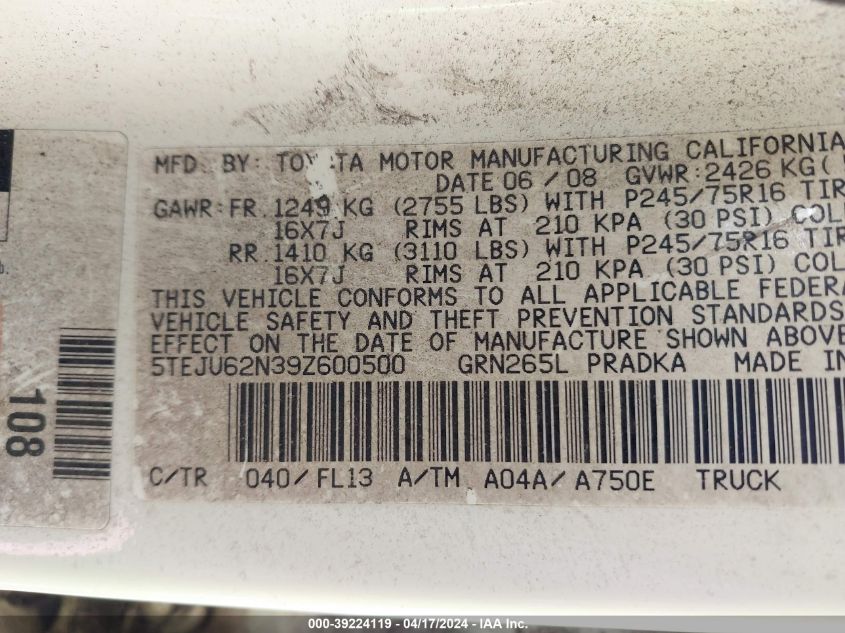 MFD. BY: TOYOTA MOTOR MANUFACTURING CALIFORNIA
DATE 06 / 08 GVWR: 2426 KG(
GAWR: FR. 1249 KG (2755 LBS) WITH P245/75R16 TIR
16X7J RIMS AT 210 KPA (30 PSI) COL
RR. 1410 KG (3110 LBS) WITH P245/75R16 TIR
16X7J RIMS AT 210 KPA (30 PSI) COL
THIS VEHICLE CONFORMS TO ALL APPLICABLE FEDERA
VEHICLE SAFETY AND THEFT PREVENTION STANDARDS
EFFECT ON THE DATE OF MANUFACTURE SHOWN ABOVE
5TEJU62N39Z600500 GRN265L PRADKA MADE IN
C/TR 040/ FL13 A/TM A04A/ A750E TRUCK
108
000-39224119 - 04/17/2024 - IAA Inc.